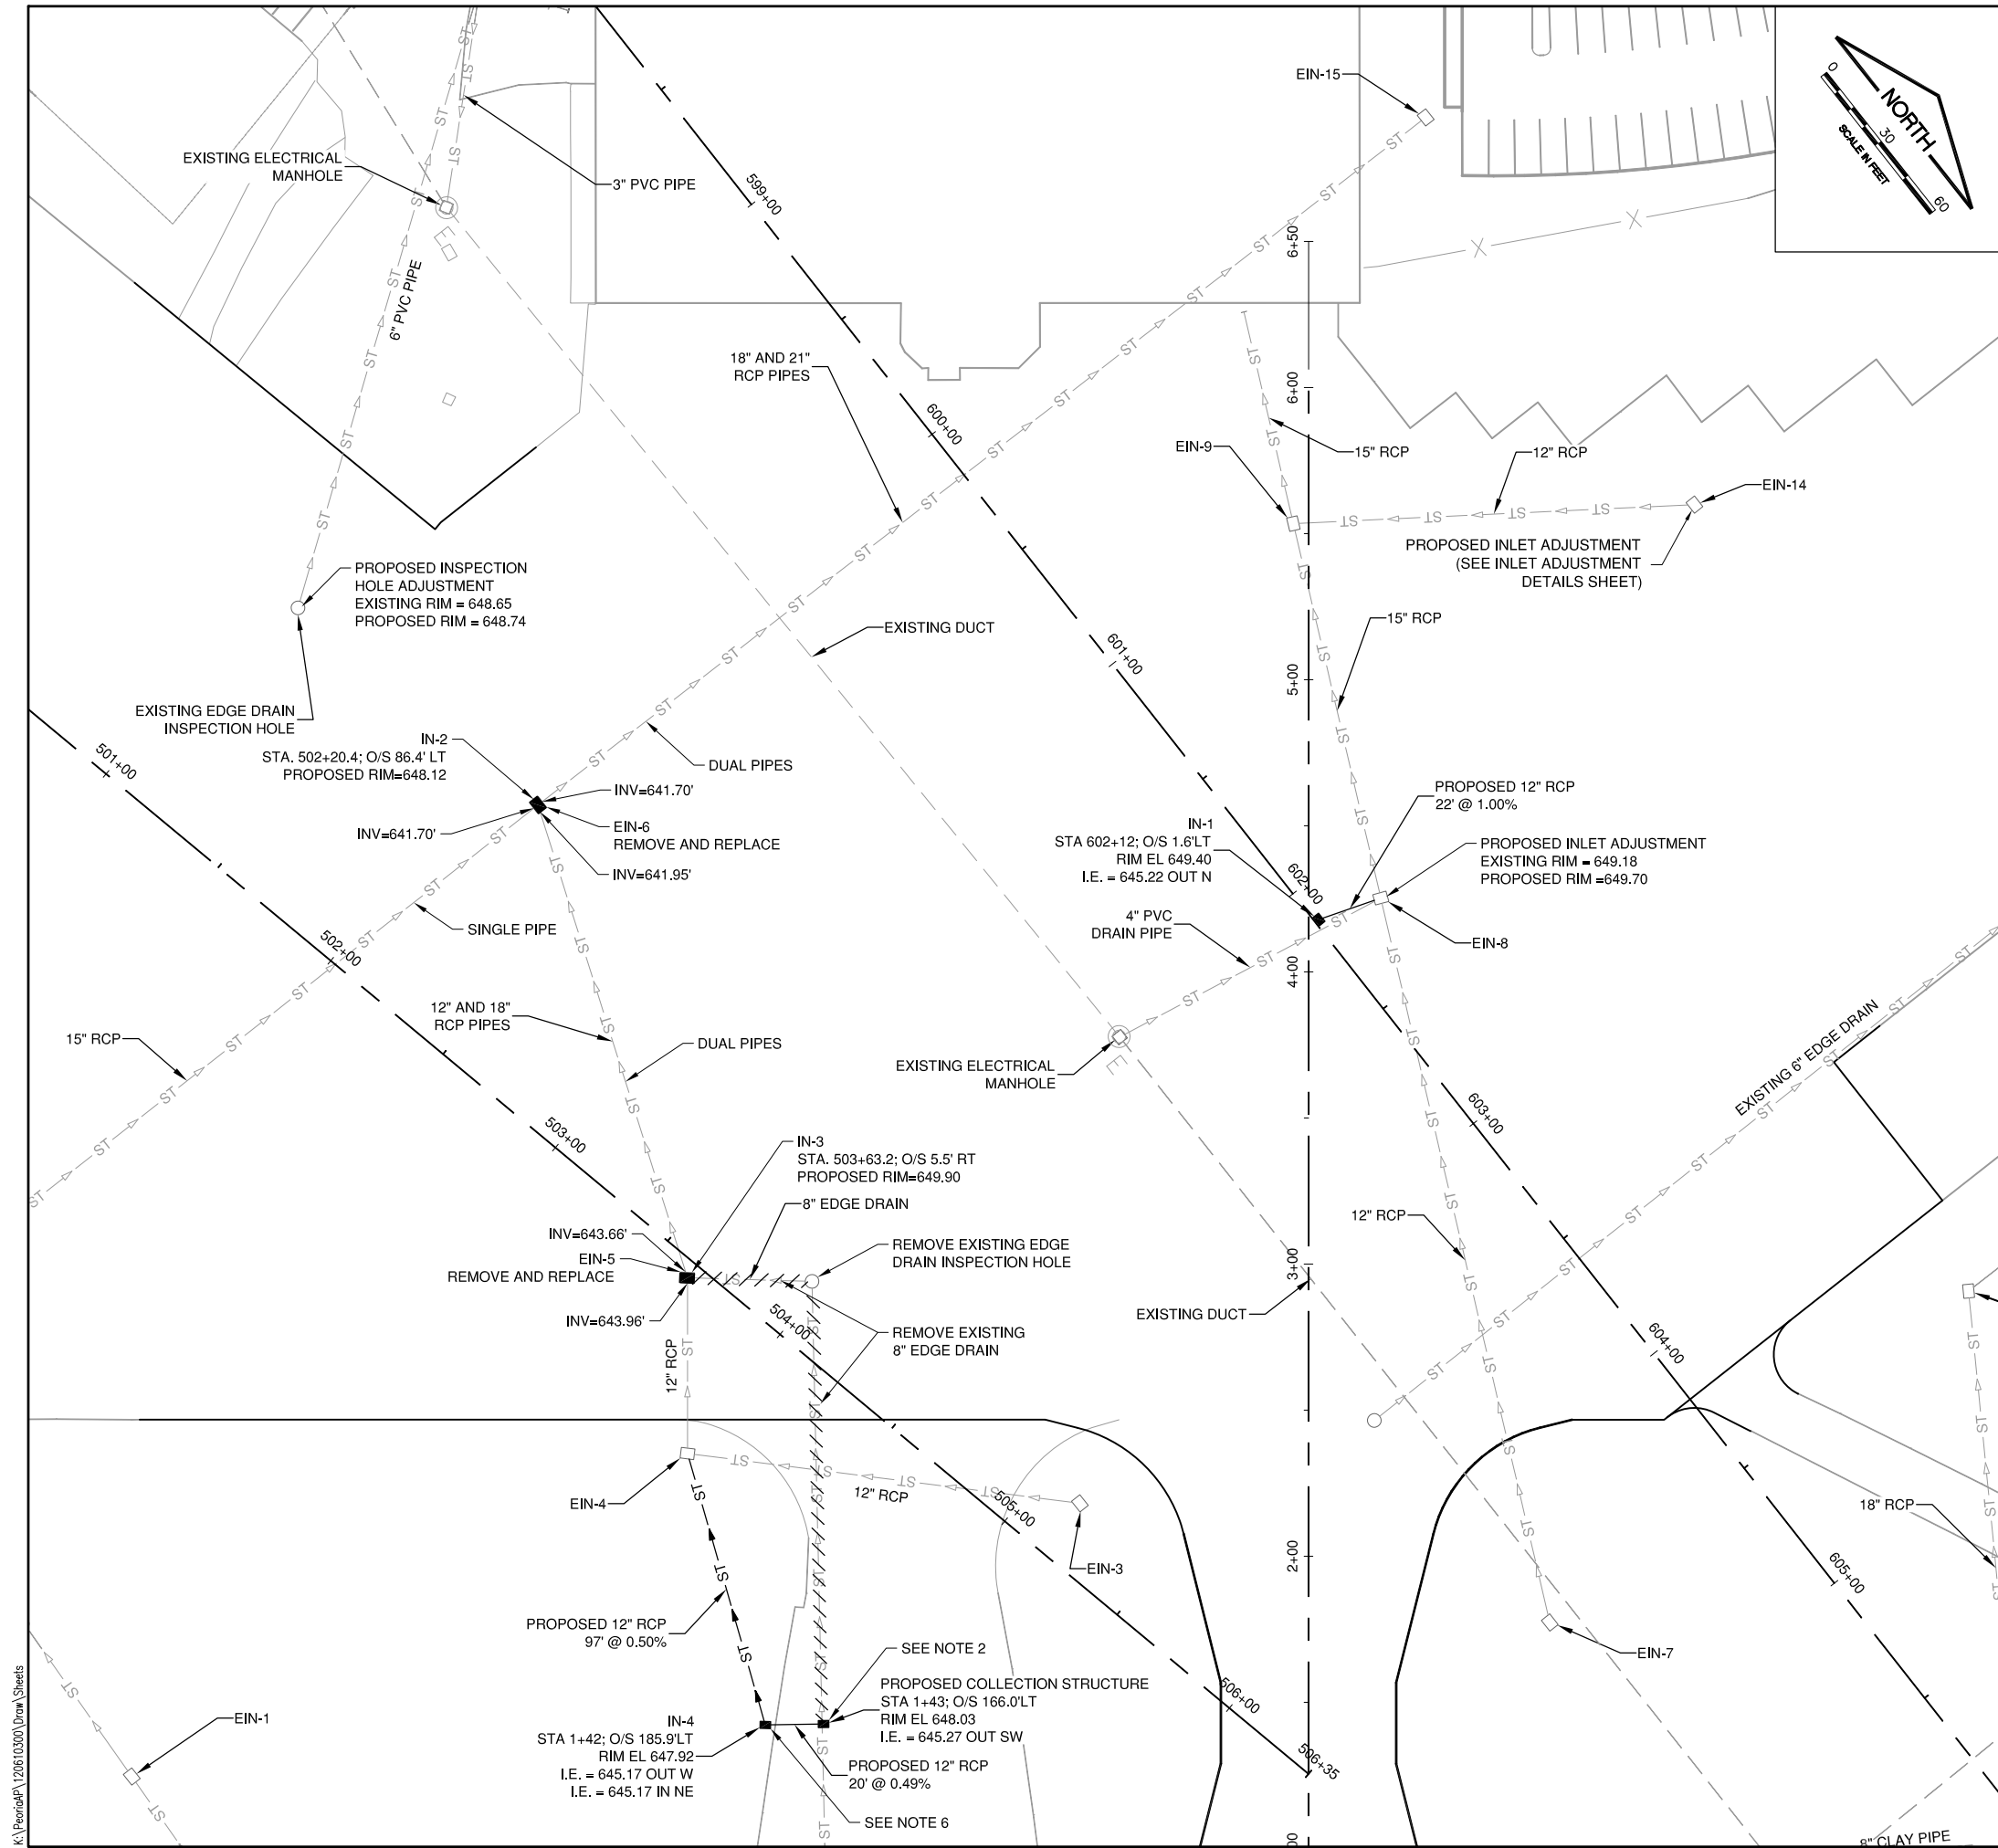 EIN-15
NORTH
0
30
60
SCALE IN FEET
EXISTING ELECTRICAL
MANHOLE
3" PVC PIPE
6" PVC PIPE
599+00
6+50
18" AND 21"
RCP PIPES
600+00
6+00
EIN-9
15" RCP
12" RCP
EIN-14
PROPOSED INLET ADJUSTMENT
(SEE INLET ADJUSTMENT
DETAILS SHEET)
PROPOSED INSPECTION
HOLE ADJUSTMENT
EXISTING RIM = 648.65
PROPOSED RIM = 648.74
EXISTING DUCT
15" RCP
601+00
5+00
EXISTING EDGE DRAIN
INSPECTION HOLE
501+00
IN-2
STA. 502+20.4; O/S 86.4' LT
PROPOSED RIM=648.12
DUAL PIPES
INV=641.70'
INV=641.70'
EIN-6
REMOVE AND REPLACE
INV=641.95'
PROPOSED 12" RCP
22' @ 1.00%
IN-1
STA 602+12; O/S 1.6'LT
RIM EL 649.40
I.E. = 645.22 OUT N
PROPOSED INLET ADJUSTMENT
EXISTING RIM = 649.18
PROPOSED RIM =649.70
602+00
SINGLE PIPE
4" PVC
DRAIN PIPE
EIN-8
502+00
4+00
12" AND 18"
RCP PIPES
15" RCP
DUAL PIPES
EXISTING ELECTRICAL
MANHOLE
EXISTING 6" EDGE DRAIN
603+00
503+00
IN-3
STA. 503+63.2; O/S 5.5' RT
PROPOSED RIM=649.90
8" EDGE DRAIN
12" RCP
INV=643.66'
EIN-5
REMOVE AND REPLACE
REMOVE EXISTING EDGE
DRAIN INSPECTION HOLE
3+00
EXISTING DUCT
INV=643.96'
504+00
REMOVE EXISTING
8" EDGE DRAIN
604+00
12" RCP
EIN-4
12" RCP
505+00
18" RCP
EIN-3
2+00
605+00
PROPOSED 12" RCP
97' @ 0.50%
SEE NOTE 2
EIN-7
PROPOSED COLLECTION STRUCTURE
STA 1+43; O/S 166.0'LT
RIM EL 648.03
I.E. = 645.27 OUT SW
506+00
EIN-1
IN-4
STA 1+42; O/S 185.9'LT
RIM EL 647.92
I.E. = 645.17 OUT W
I.E. = 645.17 IN NE
PROPOSED 12" RCP
20' @ 0.49%
506+35
SEE NOTE 6
8" CLAY PIPE
K:\PeoriaAP\120610300\Draw\Sheets